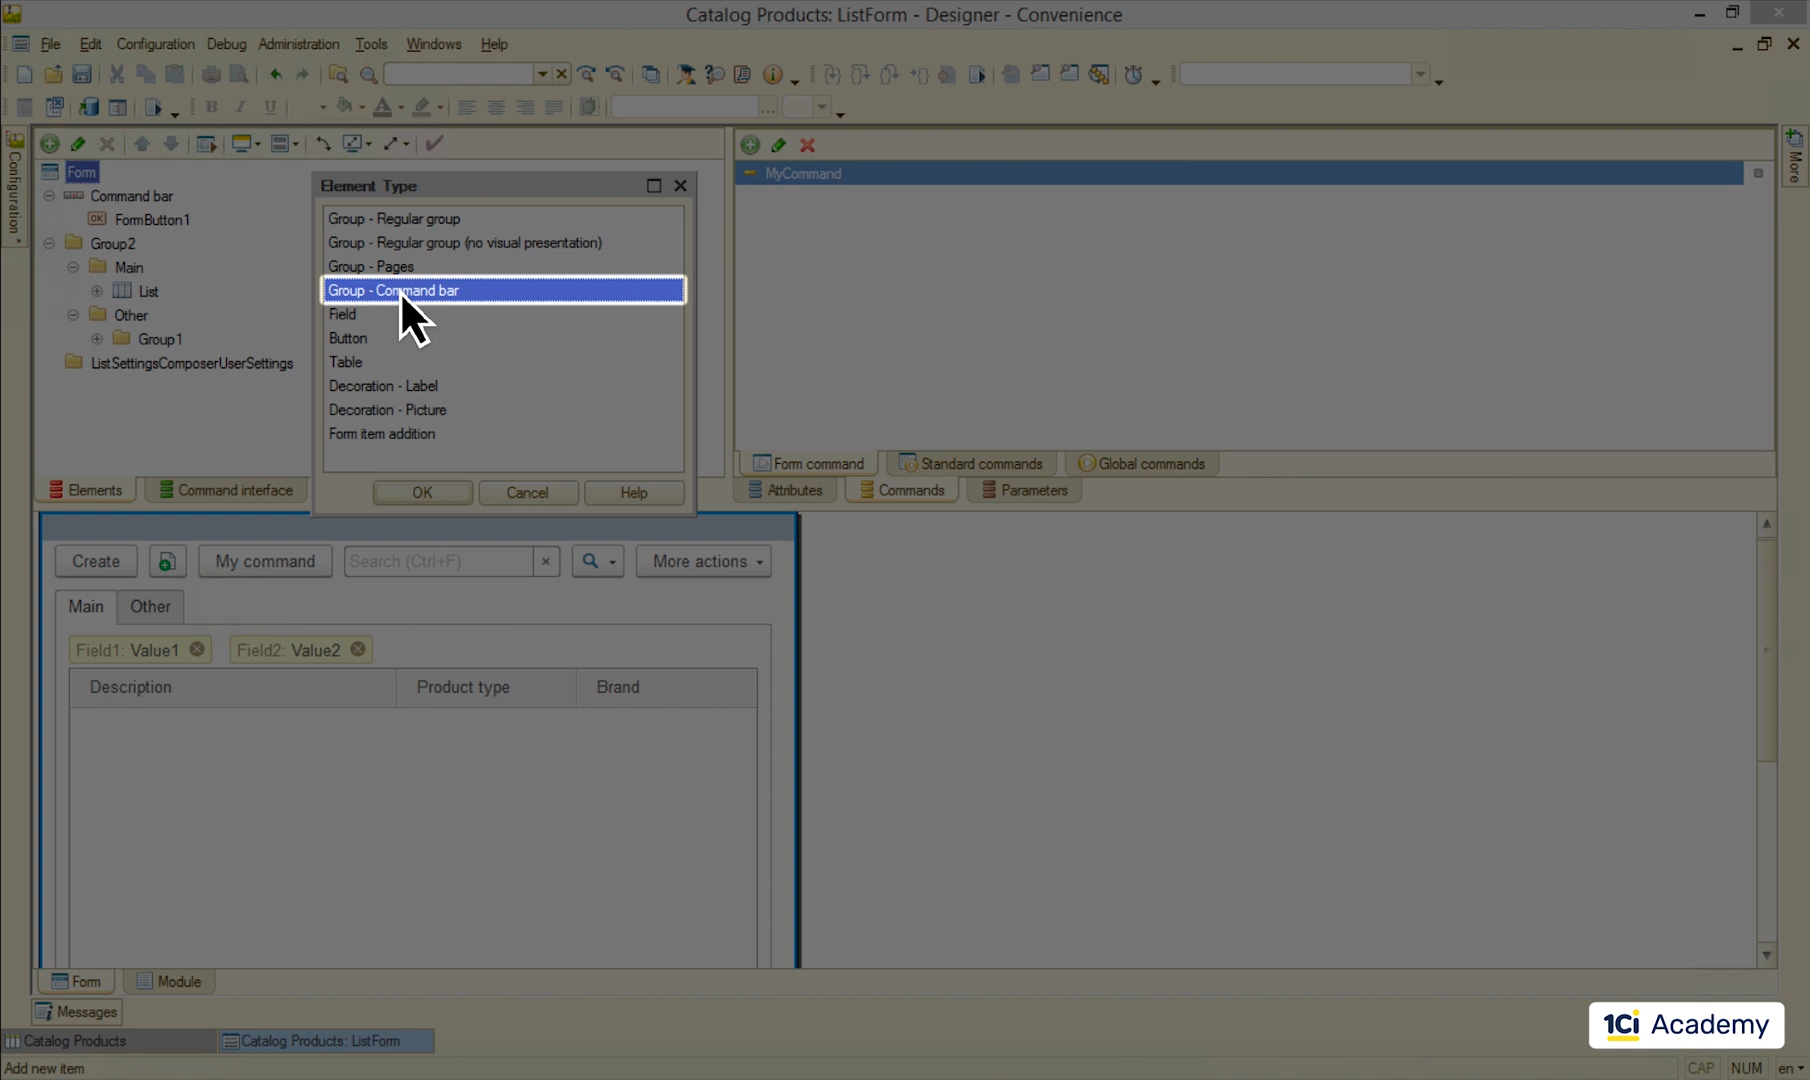 Catalog Products: ListForm - Designer - Convenience
File Edit Configuration Debug Administration Tools Windows Help
B I U
Configuration
More
Form
Command bar
OK FormButton1
Group2
Main
List
Other
Group1
ListSettingsComposerUserSettings
Element Type
Group - Regular group
Group - Regular group (no visual presentation)
Group - Pages
Group - Command bar
Field
Button
Table
Decoration - Label
Decoration - Picture
Form item addition
OK Cancel Help
MyCommand
Form command Standard commands Global commands
Elements Command interface
Attributes Commands Parameters
Create My command Search (Ctrl+F) × More actions
Main Other
Field1: Value1 Field2: Value2
Description Product type Brand
Form Module
Messages
1Ci Academy
Catalog Products Catalog Products: ListForm
Add new item CAP NUM en